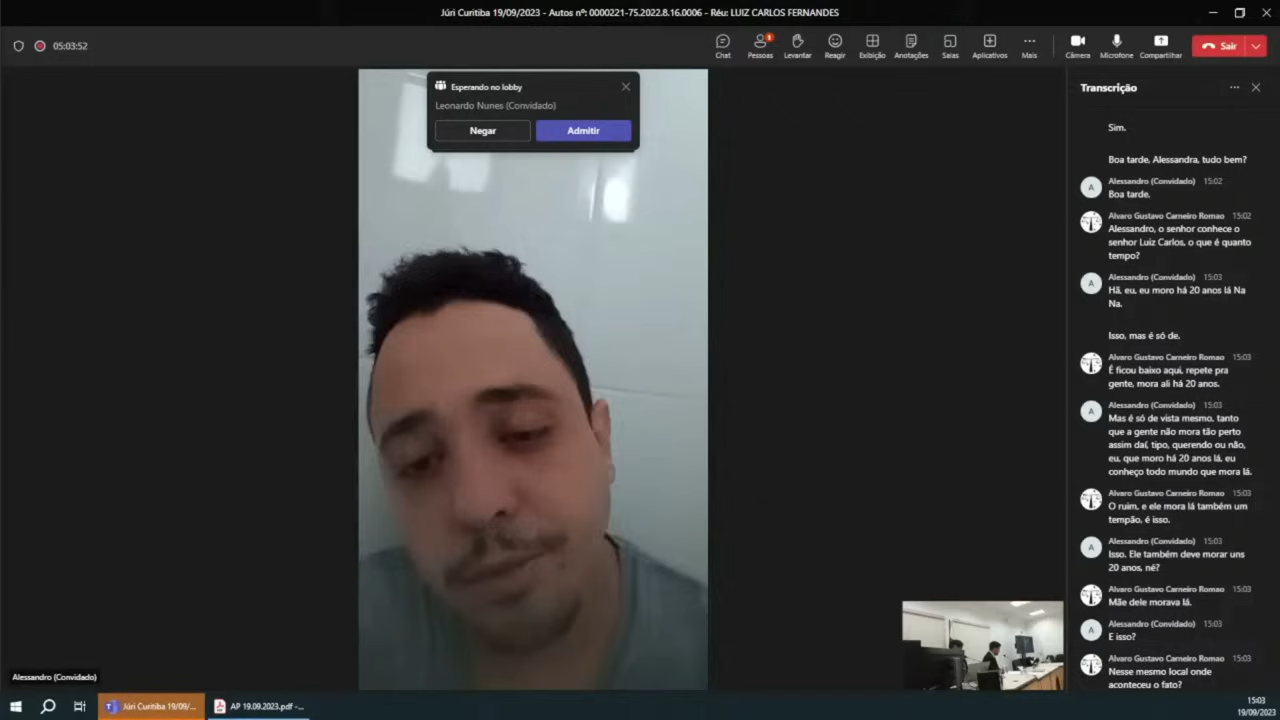 Júri Curitiba 19/09/2023 - Autos nº: 0000221-75.2022.8.16.0006 - Réu: LUIZ CARLOS FERNANDES
05:03:52
Chat
Pessoas
Levantar
Reagir
Exibição
Anotações
Salas
Aplicativos
Mais
Câmera
Microfone
Compartilhar
Sair
Esperando no lobby
Leonardo Nunes (Convidado)
Negar
Admitir
Transcrição
Sim.
Boa tarde, Alessandra, tudo bem?
A
Alessandro (Convidado) 15:02
Boa tarde.
Alvaro Gustavo Carneiro Romao 15:02
Alessandro, o senhor conhece o
senhor Luiz Carlos, o que é quanto
tempo?
A
Alessandro (Convidado) 15:03
Hã, eu, eu moro há 20 anos lá Na
Na.
Isso, mas é só de.
Alvaro Gustavo Carneiro Romao 15:03
É ficou baixo aqui, repete pra
gente, mora ali há 20 anos.
A
Alessandro (Convidado) 15:03
Mas é só de vista mesmo, tanto
que a gente não mora tão perto
assim daí, tipo, querendo ou não,
eu, que moro há 20 anos lá, eu
conheço todo mundo que mora lá.
Alvaro Gustavo Carneiro Romao 15:03
O ruim, e ele mora lá também um
tempão, é isso.
A
Alessandro (Convidado) 15:03
Isso. Ele também deve morar uns
20 anos, né?
Alvaro Gustavo Carneiro Romao 15:03
Mãe dele morava lá.
A
Alessandro (Convidado) 15:03
E isso?
Alvaro Gustavo Carneiro Romao 15:03
Nesse mesmo local onde
aconteceu o fato?
Alessandro (Convidado)
Júri Curitiba 19/09/...
AP 19.09.2023.pdf -...
15:03
19/09/2023